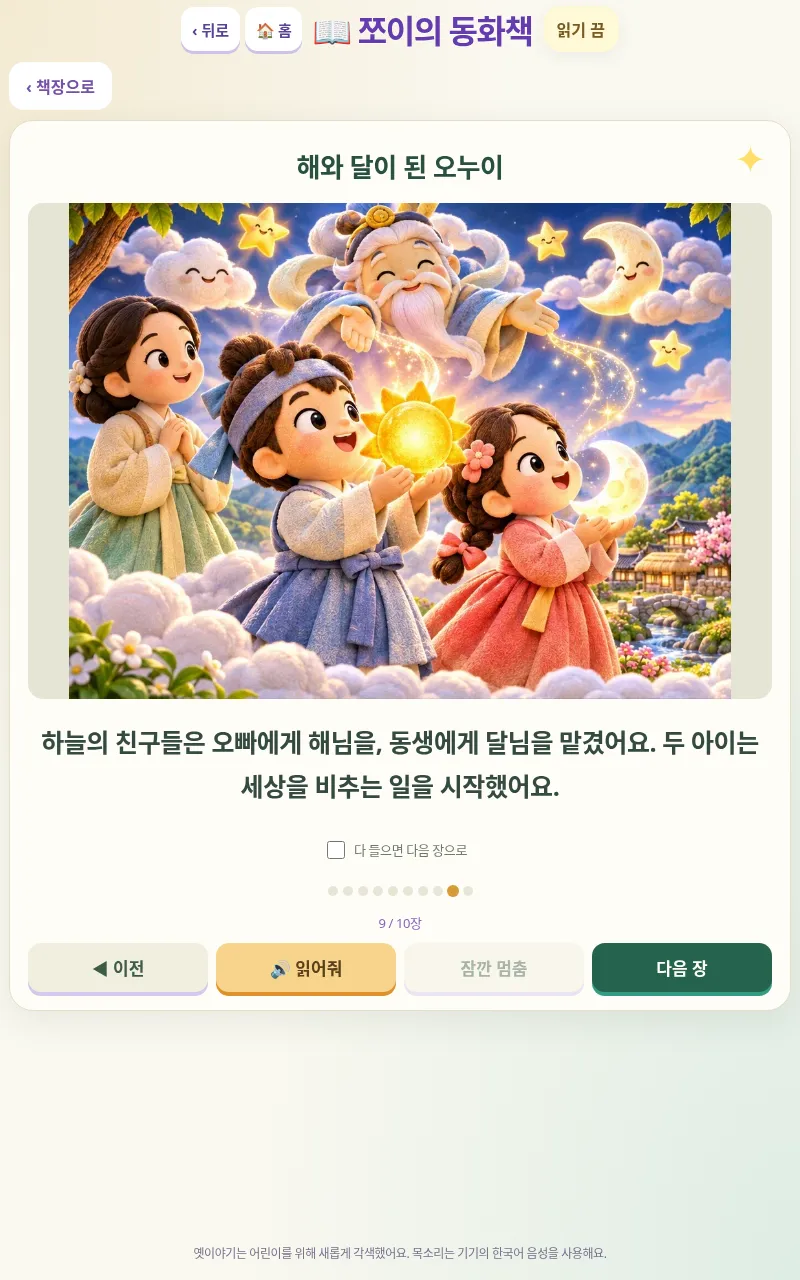 ‹ 뒤로
🏠 홈
📖 쪼이의 동화책
읽기 끔
‹ 책장으로
해와 달이 된 오누이
하늘의 친구들은 오빠에게 해님을, 동생에게 달님을 맡겼어요. 두 아이는
세상을 비추는 일을 시작했어요.
다 들으면 다음 장으로
9 / 10장
◀ 이전
🔊 읽어줘
잠깐 멈춤
다음 장
옛이야기는 어린이를 위해 새롭게 각색했어요. 목소리는 기기의 한국어 음성을 사용해요.